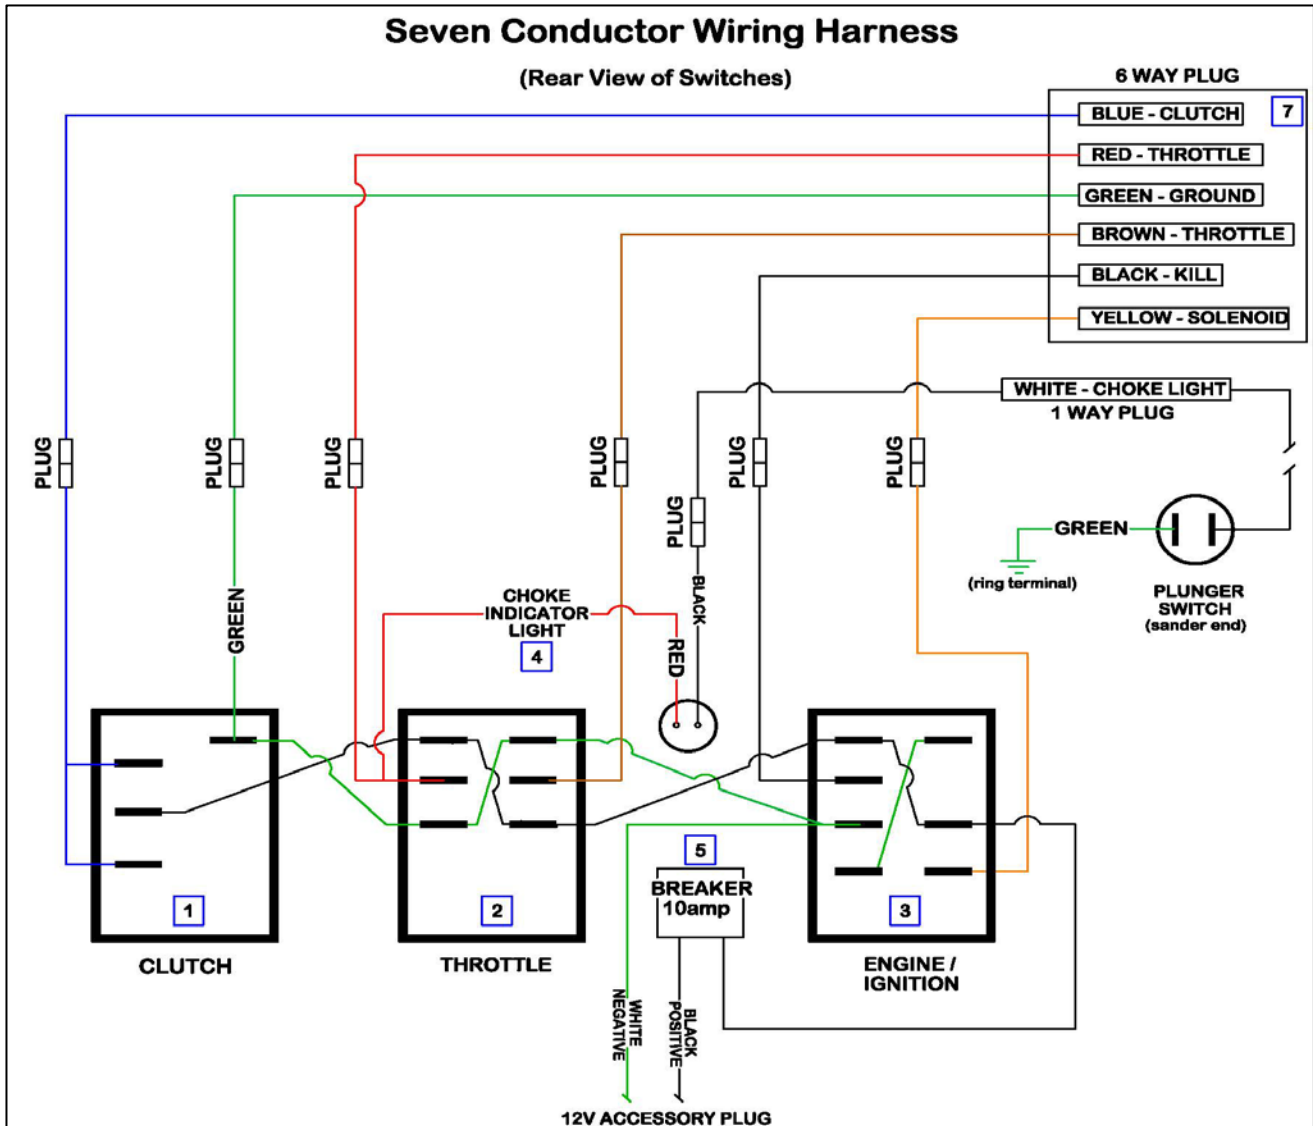 Seven Conductor Wiring Harness
(Rear View of Switches)
6 WAY PLUG
BLUE - CLUTCH
7
RED - THROTTLE
GREEN - GROUND
BROWN - THROTTLE
BLACK - KILL
YELLOW - SOLENOID
WHITE - CHOKE LIGHT
1 WAY PLUG
PLUG
PLUG
PLUG
PLUG
PLUG
PLUG
PLUG
GREEN
(ring terminal)
PLUNGER
SWITCH
(sander end)
GREEN
CHOKE
INDICATOR
LIGHT
4
RED
BLACK
1
CLUTCH
2
THROTTLE
5
BREAKER
10amp
3
ENGINE /
IGNITION
WHITE
NEGATIVE
BLACK
POSITIVE
12V ACCESSORY PLUG